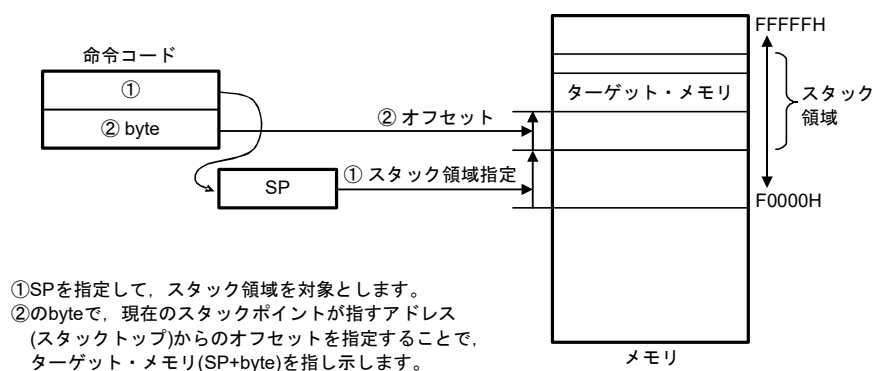 FFFFFH
命令コード
①
ターゲット・メモリ
スタック
領域
② byte
② オフセット
SP
① スタック領域指定
F0000H
①SPを指定して，スタック領域を対象とします。
②のbyteで，現在のスタックポイントが指すアドレス
(スタックトップ)からのオフセットを指定することで，
ターゲット・メモリ(SP+byte)を指し示します。
メモリ